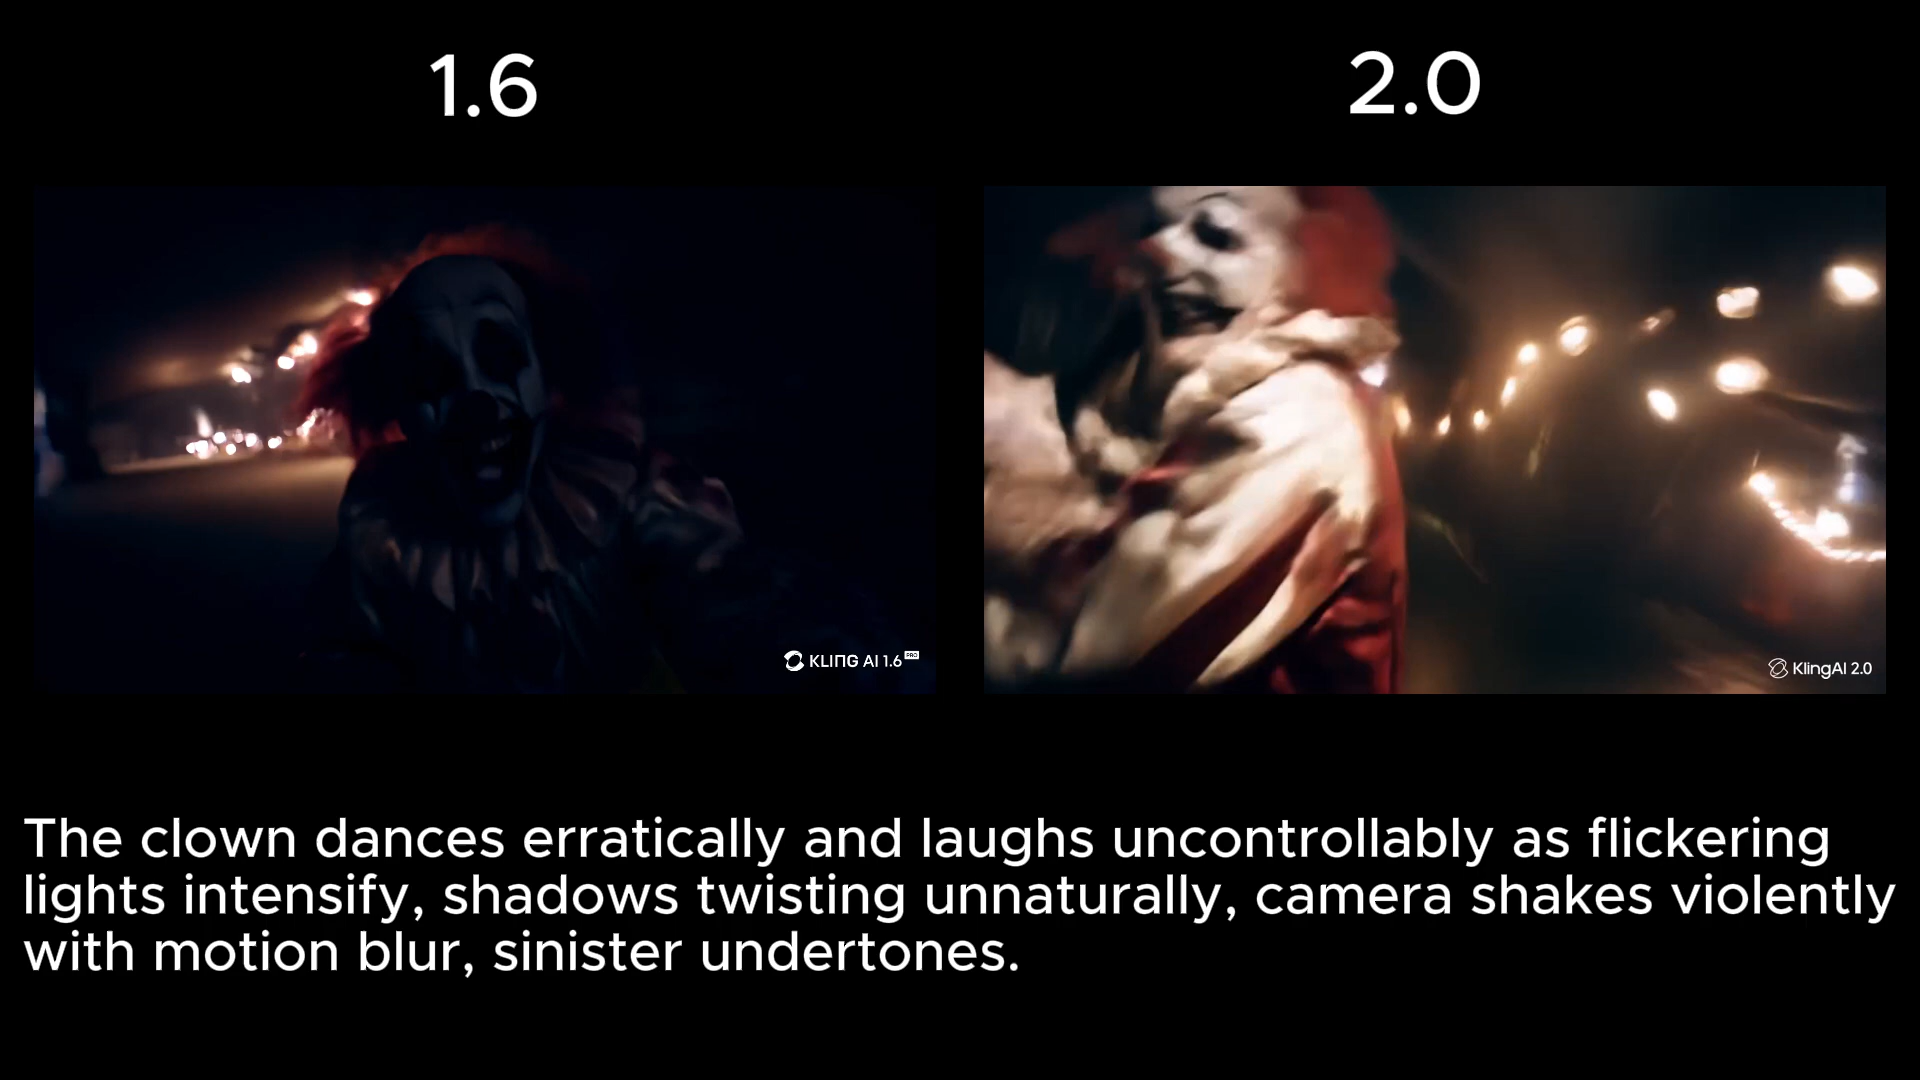 1.6
2.0
KLING AI 1.6 PRO
KlingAI 2.0
The clown dances erratically and laughs uncontrollably as flickering
lights intensify, shadows twisting unnaturally, camera shakes violently
with motion blur, sinister undertones.